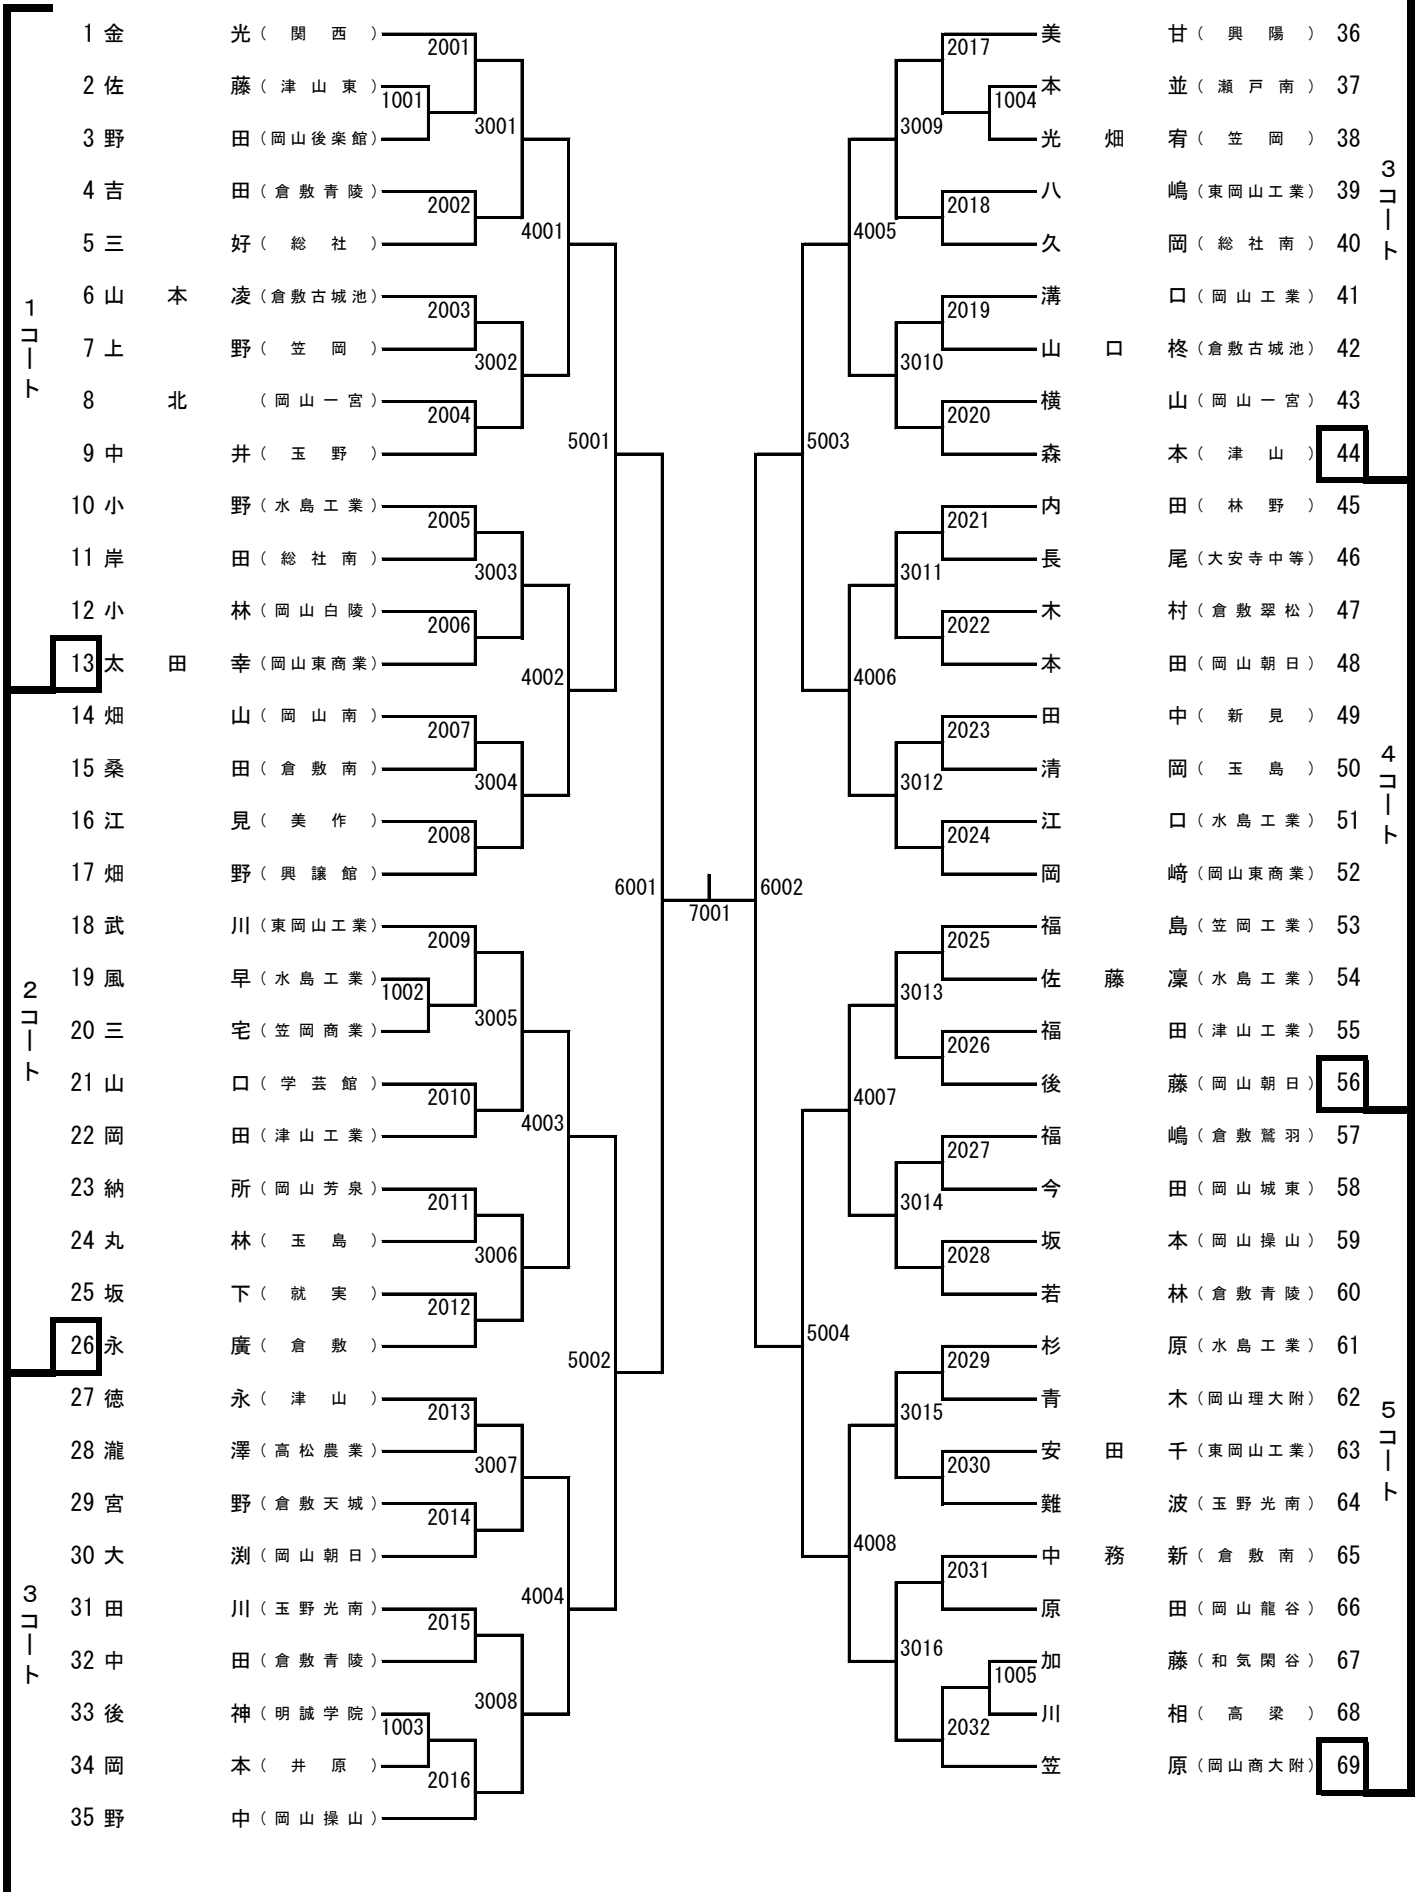 1コート
1 金光（関西）
2 佐藤（津山東）
3 野田（岡山後楽館）
4 吉田（倉敷青陵）
5 三好（総社）
6 山本凌（倉敷古城池）
7 上野（笠岡）
8 北（岡山一宮）
9 中井（玉野）
10 小野（水島工業）
11 岸田（総社南）
12 小林（岡山白陵）
13 太田幸（岡山東商業）
2コート
14 畑山（岡山南）
15 桑田（倉敷南）
16 江見（美作）
17 畑野（興譲館）
18 武川（東岡山工業）
19 風早（水島工業）
20 三宅（笠岡商業）
21 山口（学芸館）
22 岡田（津山工業）
23 納所（岡山芳泉）
24 丸林（玉島）
25 坂下（就実）
26 永廣（倉敷）
3コート
27 徳永（津山）
28 瀧澤（高松農業）
29 宮野（倉敷天城）
30 大渕（岡山朝日）
31 田川（玉野光南）
32 中田（倉敷青陵）
33 後神（明誠学院）
34 岡本（井原）
35 野中（岡山操山）
1001
1002
1003
2001
2002
2003
2004
2005
2006
2007
2008
2009
2010
2011
2012
2013
2014
2015
2016
3001
3002
3003
3004
3005
3006
3007
3008
4001
4002
4003
4004
5001
5002
6001
7001
6002
5003
5004
4005
4006
4007
4008
3009
3010
3011
3012
3013
3014
3015
3016
2017
2018
2019
2020
2021
2022
2023
2024
2025
2026
2027
2028
2029
2030
2031
2032
1004
1005
美甘（興陽） 36
本並（瀬戸南） 37
光畑宥（笠岡） 38
八嶋（東岡山工業） 39
久岡（総社南） 40
溝口（岡山工業） 41
山口柊（倉敷古城池） 42
横山（岡山一宮） 43
森本（津山） 44
3コート
内田（林野） 45
長尾（大安寺中等） 46
木村（倉敷翠松） 47
本田（岡山朝日） 48
田中（新見） 49
清岡（玉島） 50
江口（水島工業） 51
岡﨑（岡山東商業） 52
福島（笠岡工業） 53
佐藤凜（水島工業） 54
福田（津山工業） 55
後藤（岡山朝日） 56
4コート
福嶋（倉敷鷲羽） 57
今田（岡山城東） 58
坂本（岡山操山） 59
若林（倉敷青陵） 60
杉原（水島工業） 61
青木（岡山理大附） 62
安田千（東岡山工業） 63
難波（玉野光南） 64
中務新（倉敷南） 65
原田（岡山龍谷） 66
加藤（和気閑谷） 67
川相（高梁） 68
笠原（岡山商大附） 69
5コート